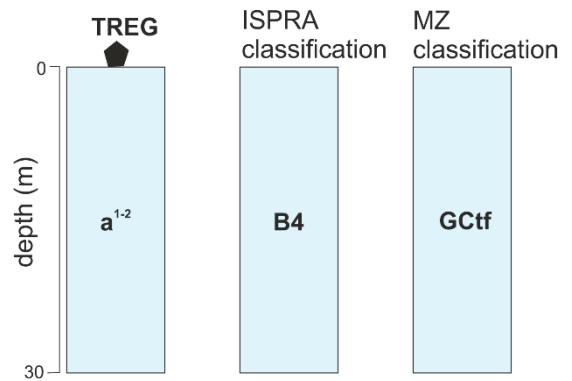 TREG
ISPRA
classification
MZ
classification
0
depth (m)
a¹⁻²
B4
GCtf
30